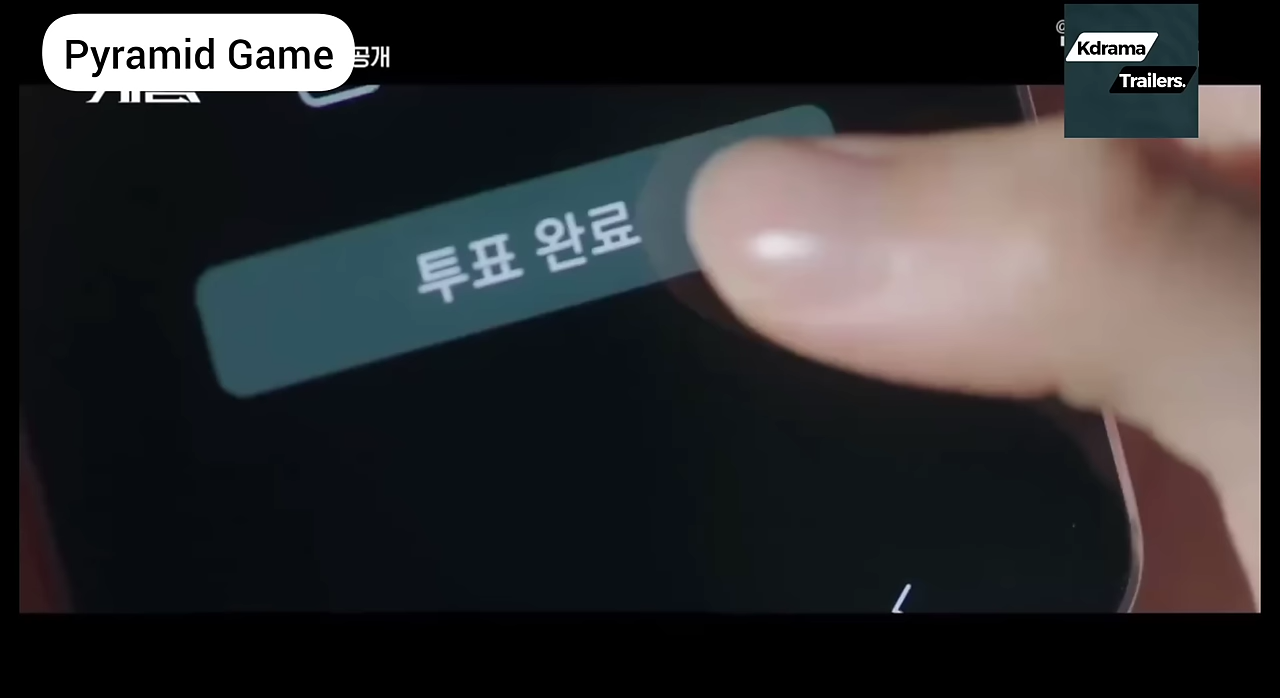 Pyramid Game
공개
Kdrama
Trailers.
투표 완료